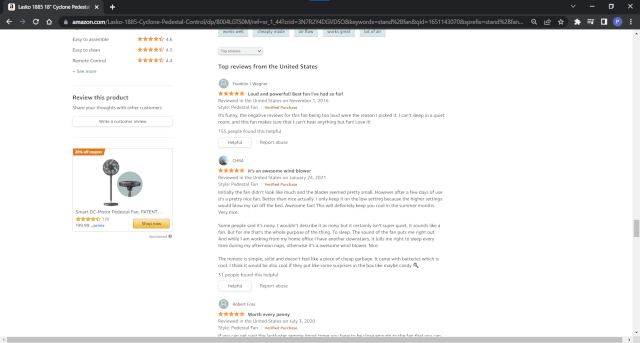 Lasko 1885 18" Cyclone Pedestal
amazon.com/Lasko-1885-Cyclone-Pedestal-Control/dp/B004LGTS0M/
works well
cheaply made
air flow
works great
lot of air
Easy to assemble 4.6
Easy to clean 4.5
Remote Control 4.4
See more
Top reviews
Top reviews from the United States
Review this product
Share your thoughts with other customers
Write a customer review
Franklin J Wagner
Loud and powerful! Best fan I've had so far!
Reviewed in the United States on November 1, 2016
Style: Pedestal Fan Verified Purchase
It's funny, the negative reviews for this fan being too loud were the reason I picked it. I can't sleep in a quiet
room, and this fan makes sure that I can't hear anything but fan! Love it!
155 people found this helpful
Helpful Report abuse
It's an awesome wind blower
Reviewed in the United States on January 24, 2021
Style: Pedestal Fan Verified Purchase
Initially the fan didn't look like much and the blades seemed pretty small. However after a few days of use
it's a pretty nice fan. Better than nice actually. I only keep it on the low setting because the higher settings
would blow my cat off the bed. Awesome fan! This will definitely keep you cool in the summer months.
Very nice.
Some people said it's noisy, I wouldn't describe it as noisy but it certainly isn't super quiet, it sounds like a
fan. But for me that's the whole purpose of the thing. To sleep. The sound of the fan puts me right out.
And while I am working from my home office I have another downstairs, it lulls me right to sleep every
time during my afternoon naps, otherwise it's a awesome wind blower. Nice.
The remote is simple, solid and doesn't feel like a piece of cheap garbage. It came with batteries which is
cool. I think it would be also cool if they put like some surprises in the box like maybe candy.
31 people found this helpful
Helpful Report abuse
25% off coupon
Smart DC-Motor Pedestal Fan, PATENT...
199.99 prime
Shop now
Sponsored
Robert Fina
Worth every penny
Reviewed in the United States on July 3, 2020
Style: Pedestal Fan Verified Purchase